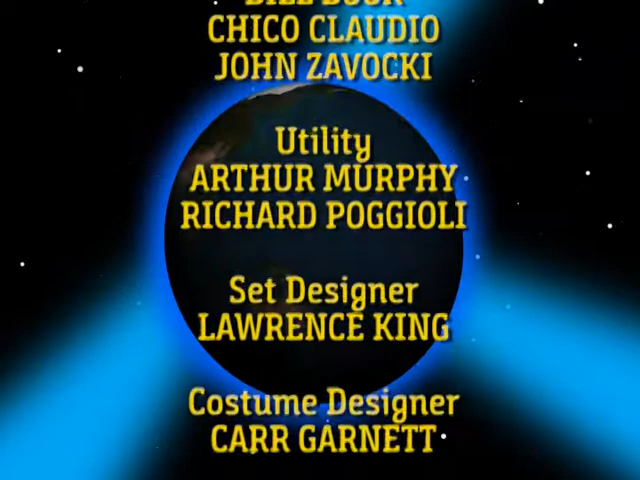 CHICO CLAUDIO
JOHN ZAVOCKI
Utility
ARTHUR MURPHY
RICHARD POGGIOLI
Set Designer
LAWRENCE KING
Costume Designer
CARR GARNETT